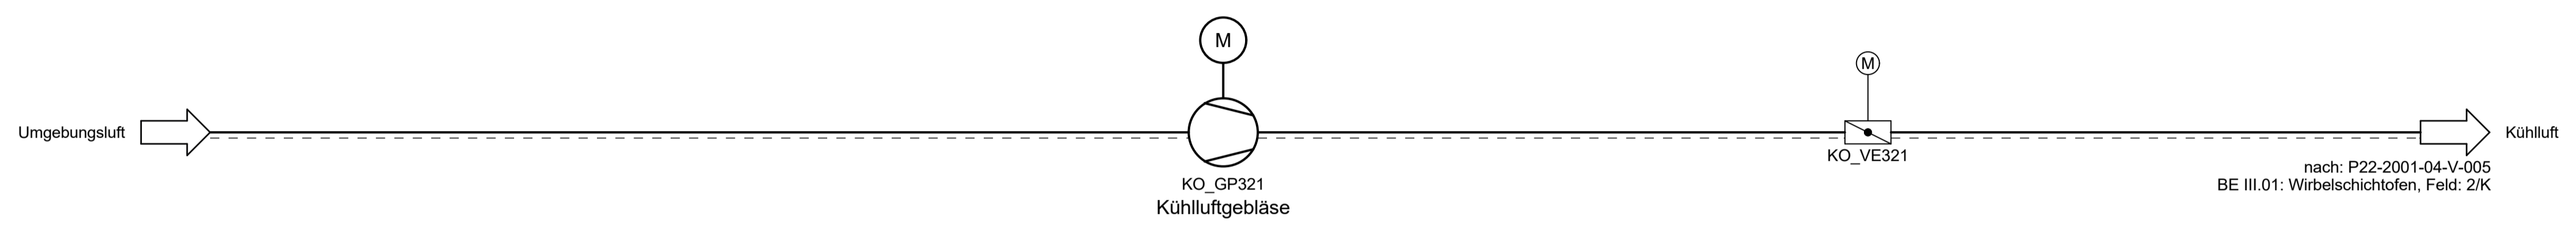 M
M
Umgebungsluft
Kühlluft
KO_VE321
nach: P22-2001-04-V-005
KO_GP321
BE III.01: Wirbelschichtofen, Feld: 2/K
Kühlluftgebläse